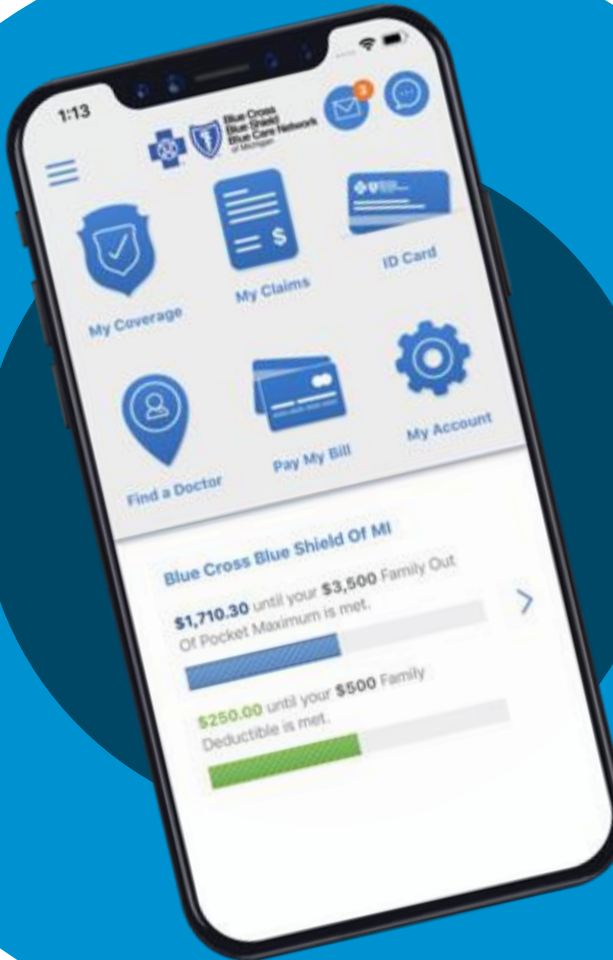 1:13
Blue Cross
Blue Shield
Blue Care Network
of Michigan
3
My Coverage
My Claims
$
ID Card
Find a Doctor
Pay My Bill
My Account
Blue Cross Blue Shield Of MI
$1,710.30 until your $3,500 Family Out
Of Pocket Maximum is met.
$250.00 until your $500 Family
Deductible is met.